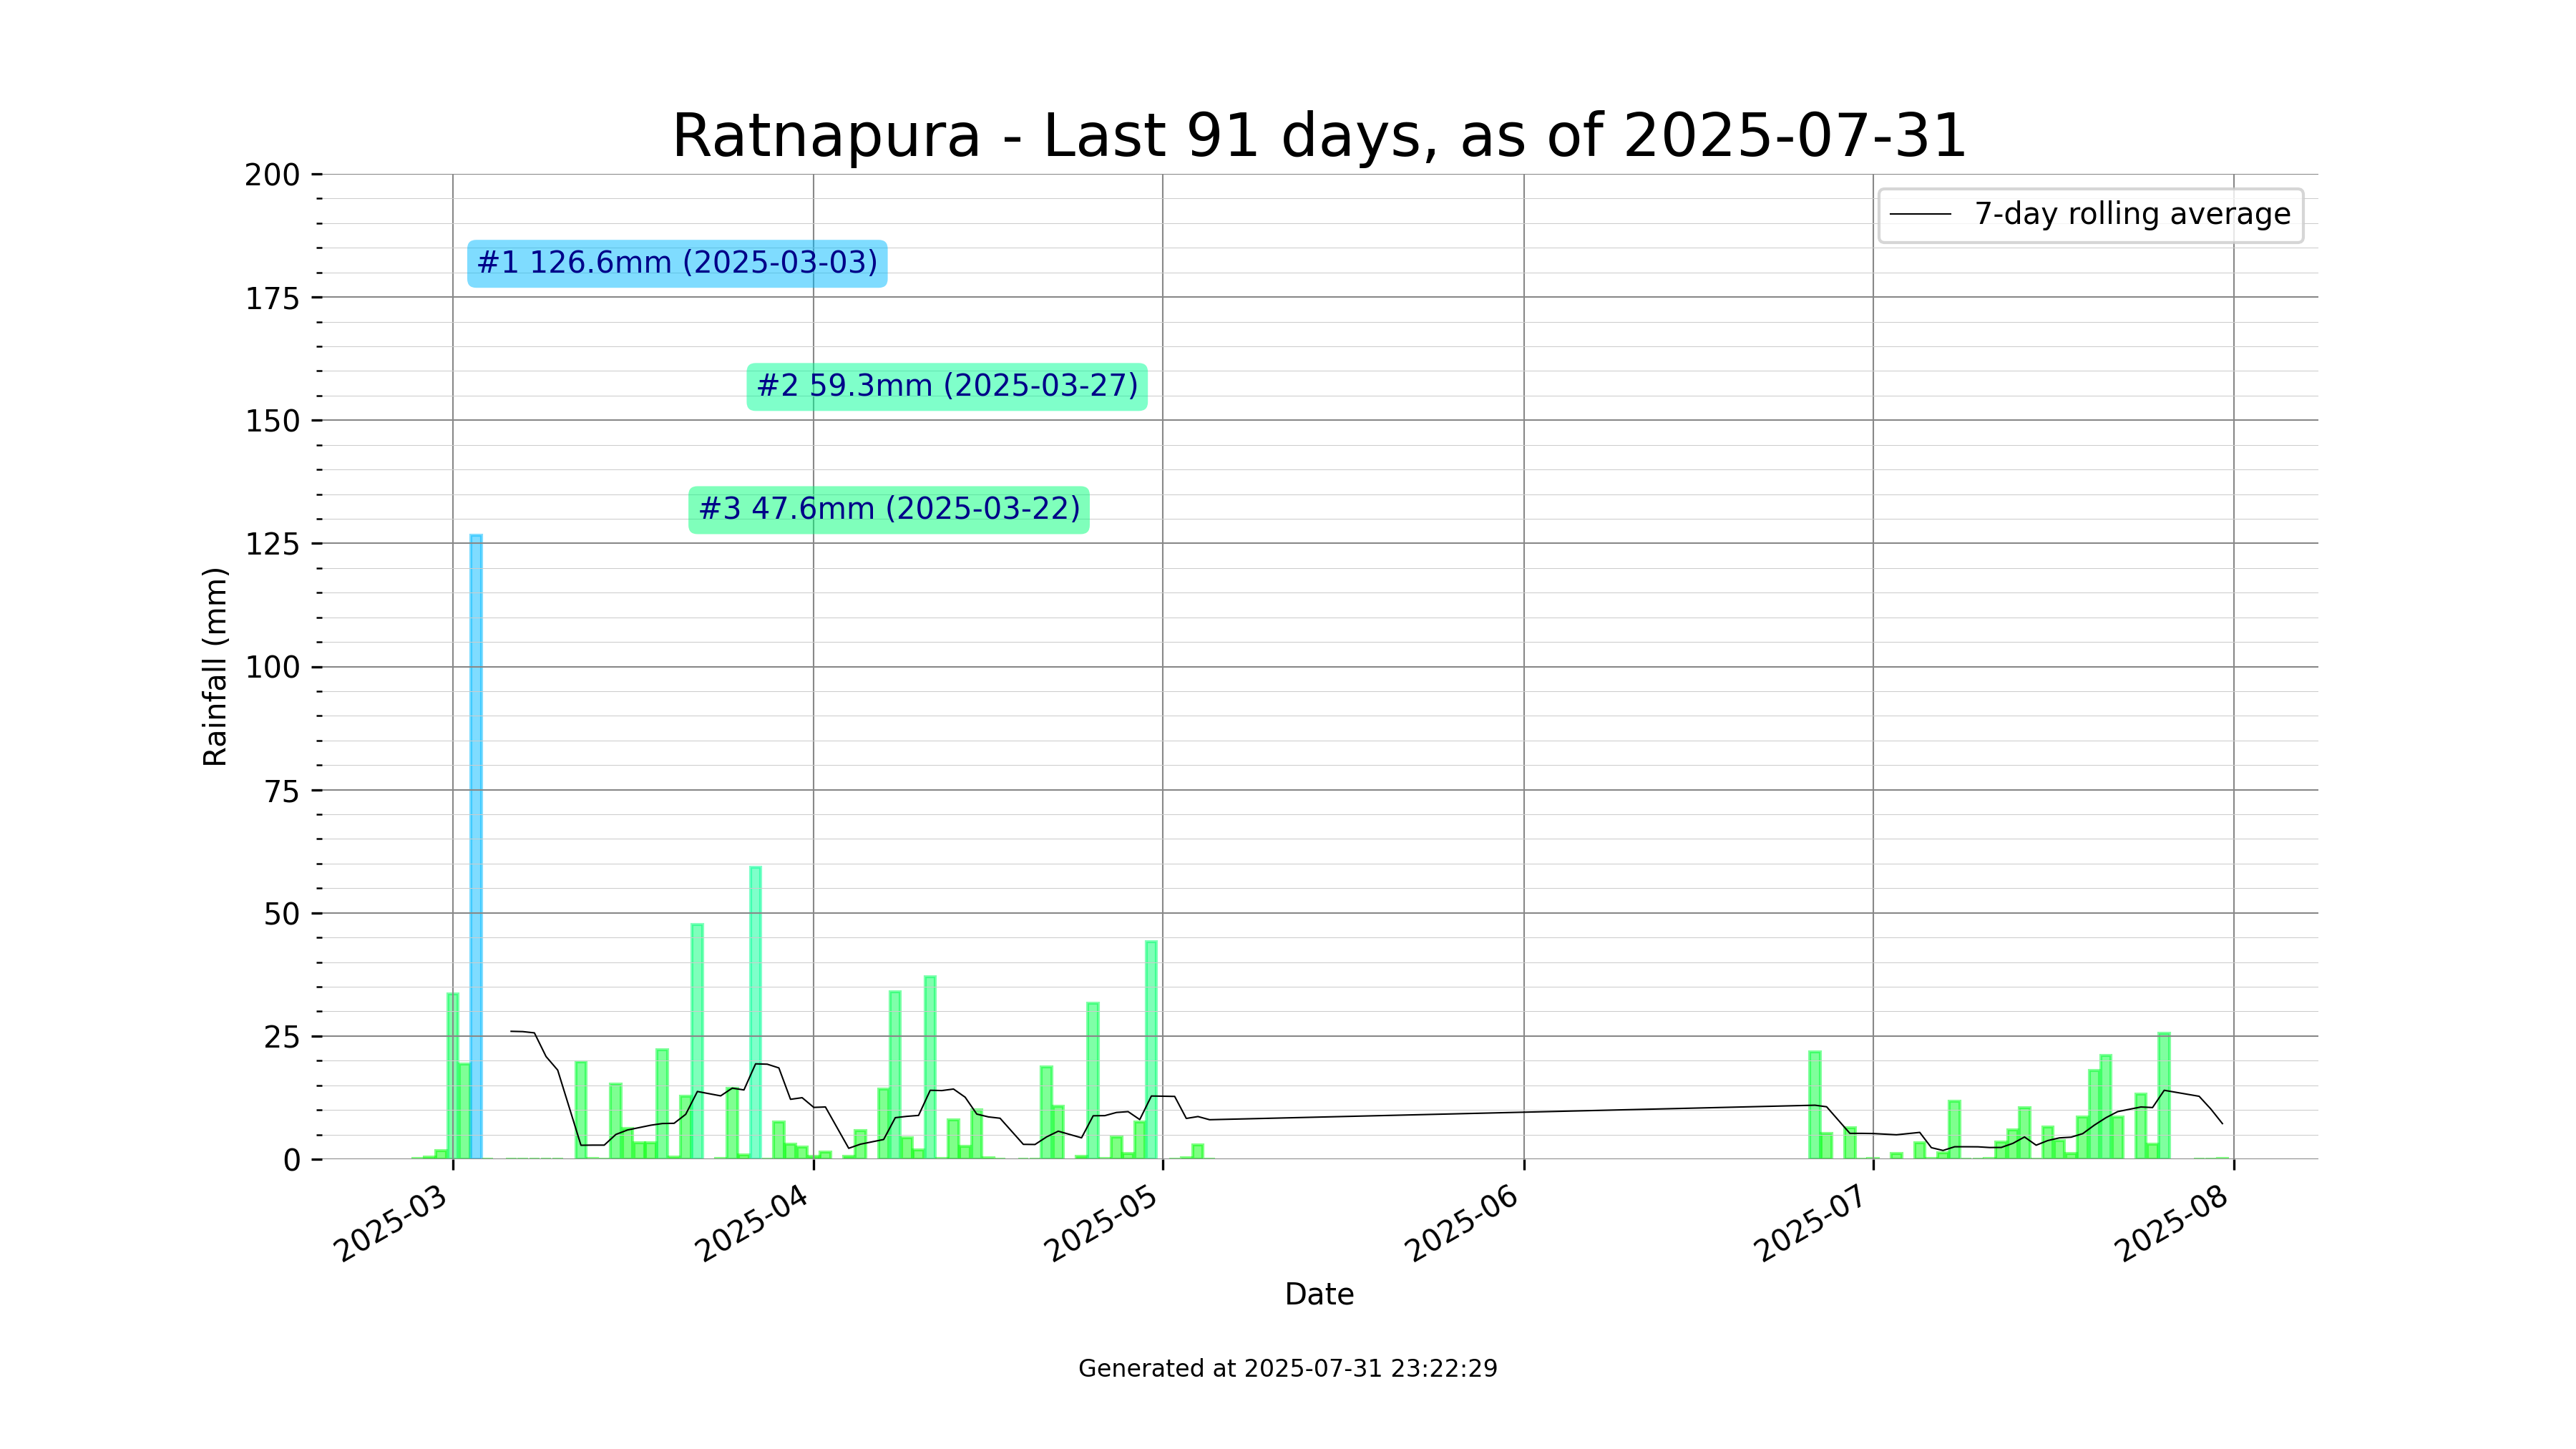 Ratnapura - Last 91 days, as of 2025-07-31
7-day rolling average
#1 126.6mm (2025-03-03)
#2 59.3mm (2025-03-27)
#3 47.6mm (2025-03-22)
Rainfall (mm)
200
175
150
125
100
75
50
25
0
2025-03
2025-04
2025-05
2025-06
2025-07
2025-08
Date
Generated at 2025-07-31 23:22:29